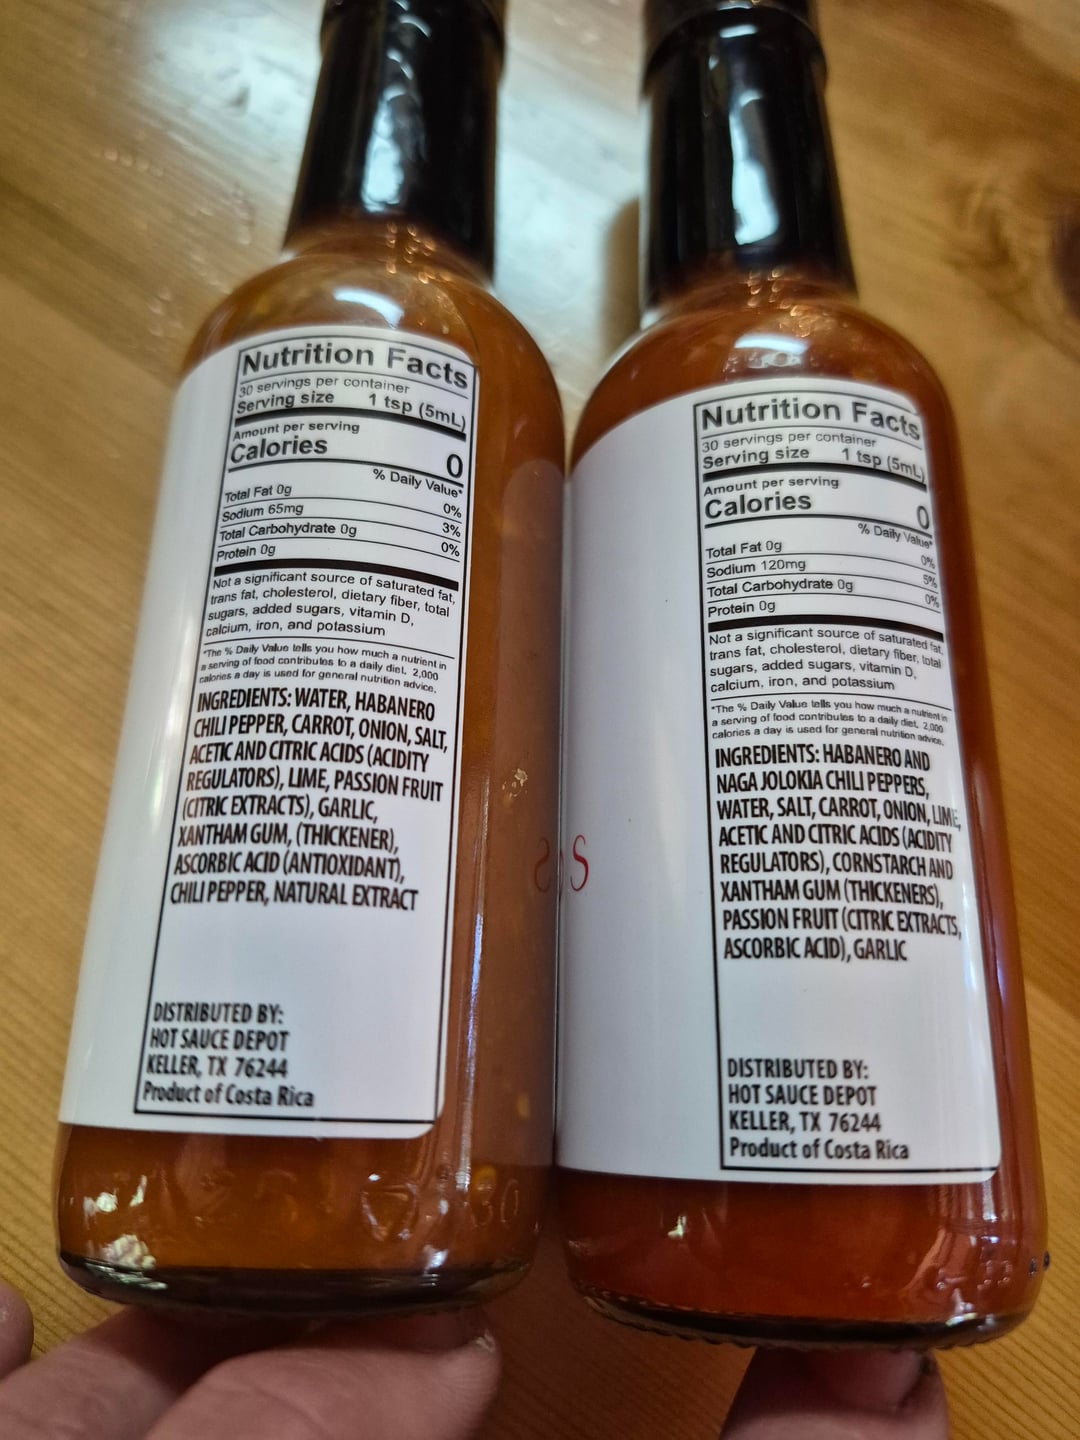 Nutrition Facts
30 servings per container
Serving size 1 tsp (5mL)
Amount per serving
Calories 0
% Daily Value*
Total Fat 0g 0%
Sodium 65mg 3%
Total Carbohydrate 0g 0%
Protein 0g
Not a significant source of saturated fat,
trans fat, cholesterol, dietary fiber, total
sugars, added sugars, vitamin D,
calcium, iron, and potassium
*The % Daily Value tells you how much a nutrient in
a serving of food contributes to a daily diet. 2,000
calories a day is used for general nutrition advice.
INGREDIENTS: WATER, HABANERO
CHILI PEPPER, CARROT, ONION, SALT,
ACETIC AND CITRIC ACIDS (ACIDITY
REGULATORS), LIME, PASSION FRUIT
(CITRIC EXTRACTS), GARLIC,
XANTHAM GUM, (THICKENER),
ASCORBIC ACID (ANTIOXIDANT),
CHILI PEPPER, NATURAL EXTRACT
DISTRIBUTED BY:
HOT SAUCE DEPOT
KELLER, TX 76244
Product of Costa Rica
Nutrition Facts
30 servings per container
Serving size 1 tsp (5mL)
Amount per serving
Calories 0
% Daily Value*
Total Fat 0g 0%
Sodium 120mg 5%
Total Carbohydrate 0g 0%
Protein 0g
Not a significant source of saturated fat,
trans fat, cholesterol, dietary fiber, total
sugars, added sugars, vitamin D,
calcium, iron, and potassium
*The % Daily Value tells you how much a nutrient in
a serving of food contributes to a daily diet. 2,000
calories a day is used for general nutrition advice.
INGREDIENTS: HABANERO AND
NAGA JOLOKIA CHILI PEPPERS,
WATER, SALT, CARROT, ONION, LIME,
ACETIC AND CITRIC ACIDS (ACIDITY
REGULATORS), CORNSTARCH AND
XANTHAM GUM (THICKENERS),
PASSION FRUIT (CITRIC EXTRACTS,
ASCORBIC ACID), GARLIC
DISTRIBUTED BY:
HOT SAUCE DEPOT
KELLER, TX 76244
Product of Costa Rica